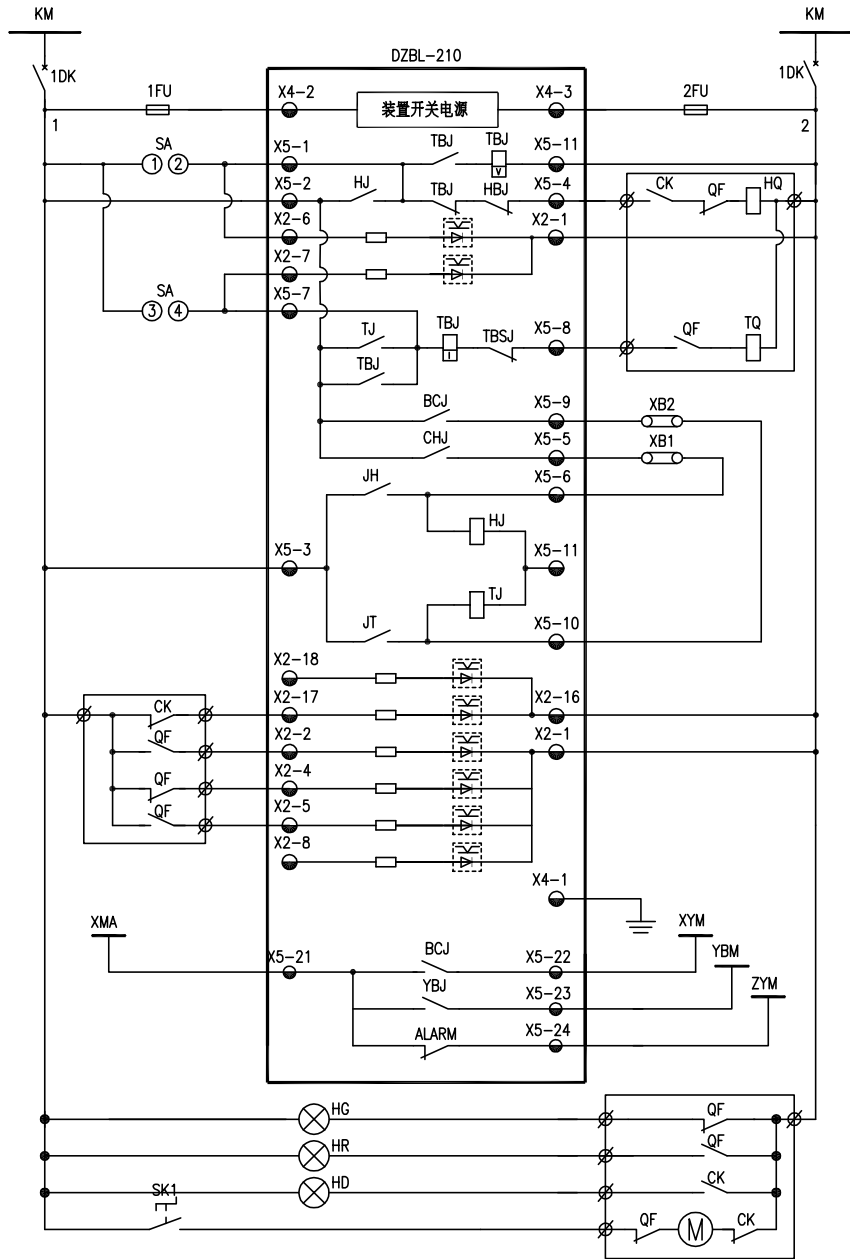 KM KM
DZBL-210
1DK 1DK
1FU X4-2 装置开关电源 X4-3 2FU
1 2
SA X5-1 TBJ TBJ X5-11
1 2 V
X5-2 HJ TBJ HBJ X5-4 CK QF HQ
X2-6 X2-1
X2-7
SA X5-7
3 4
TJ TBJ TBSJ X5-8 QF TQ
I
TBJ
BCJ X5-9 XB2
CHJ X5-5 XB1
JH X5-6
HJ
X5-3 X5-11
TJ
JT X5-10
X2-18
CK X2-17 X2-16
QF X2-2 X2-1
QF X2-4
QF X2-5
X2-8
X4-1
XMA XYM
X5-21 BCJ X5-22 YBM
YBJ X5-23 ZYM
ALARM X5-24
HG QF
HR QF
SK1 HD CK
QF M CK